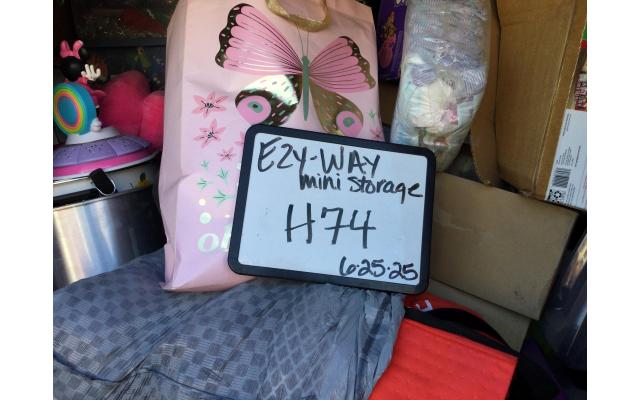 EZY-WAY
mini storage
H74
6.25.25